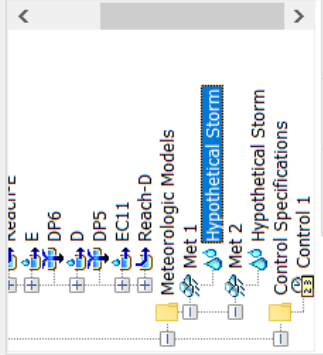 Reach-E
E
DP6
D
DP5
EC11
Reach-D
Meteorologic Models
Met 1
Hypothetical Storm
Met 2
Hypothetical Storm
Control Specifications
Control 1